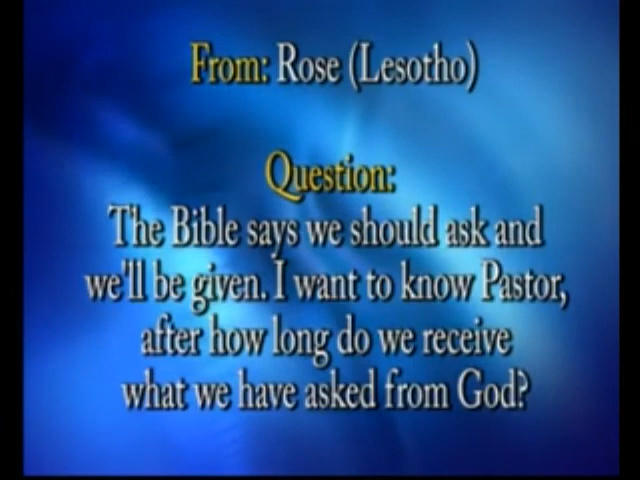 From: Rose (Lesotho)
Question:
The Bible says we should ask and
we'll be given. I want to know Pastor,
after how long do we receive
what we have asked from God?